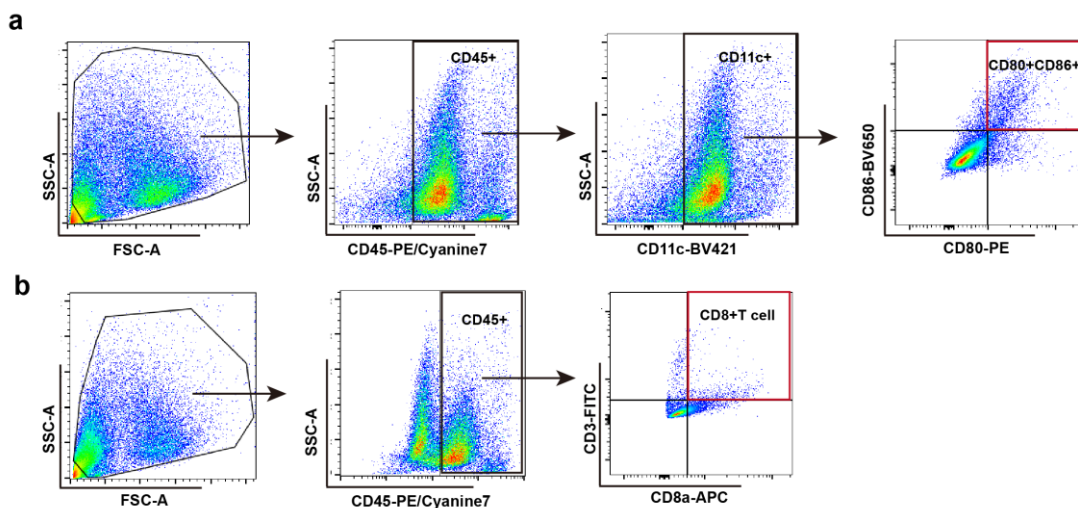 a
CD45+
CD11c+
CD80+CD86+
SSC-A
SSC-A
SSC-A
CD86-BV650
FSC-A
CD45-PE/Cyanine7
CD11c-BV421
CD80-PE
b
CD45+
CD8+T cell
SSC-A
SSC-A
CD3-FITC
FSC-A
CD45-PE/Cyanine7
CD8a-APC